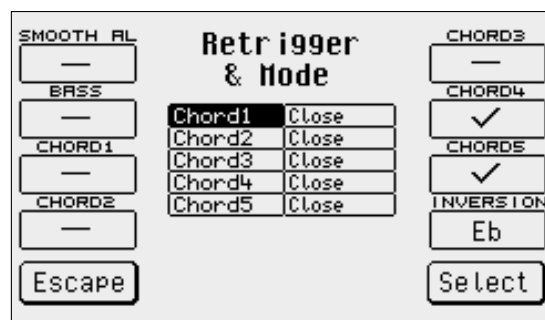 SMOOTH AL
—
BASS
—
CHORD1
—
CHORD2
—
Escape
Retrigger
& Mode
Chord1 Close
Chord2 Close
Chord3 Close
Chord4 Close
Chord5 Close
CHORD3
—
CHORD4
✓
CHORD5
✓
INVERSION
Eb
Select